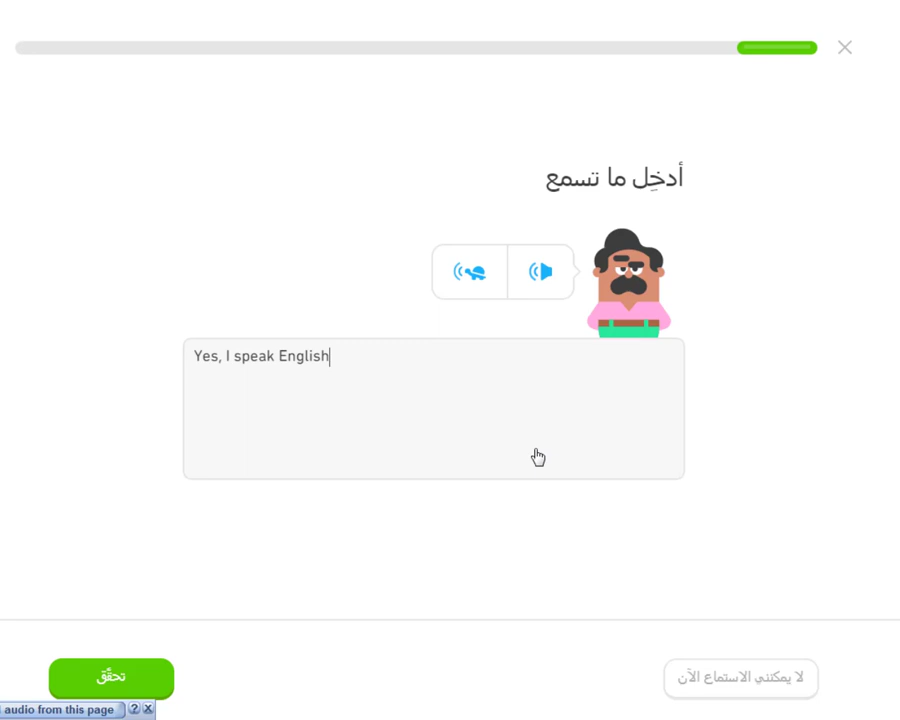 أدخِل ما تسمع
Yes, I speak English
تحقَّق
لا يمكنني الاستماع الآن
audio from this page ? X